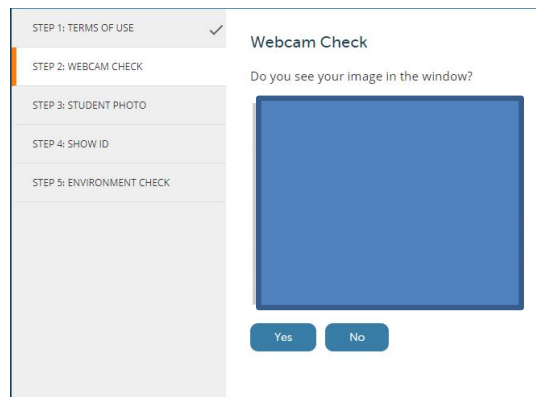 STEP 1: TERMS OF USE
STEP 2: WEBCAM CHECK
STEP 3: STUDENT PHOTO
STEP 4: SHOW ID
STEP 5: ENVIRONMENT CHECK
Webcam Check
Do you see your image in the window?
Yes No